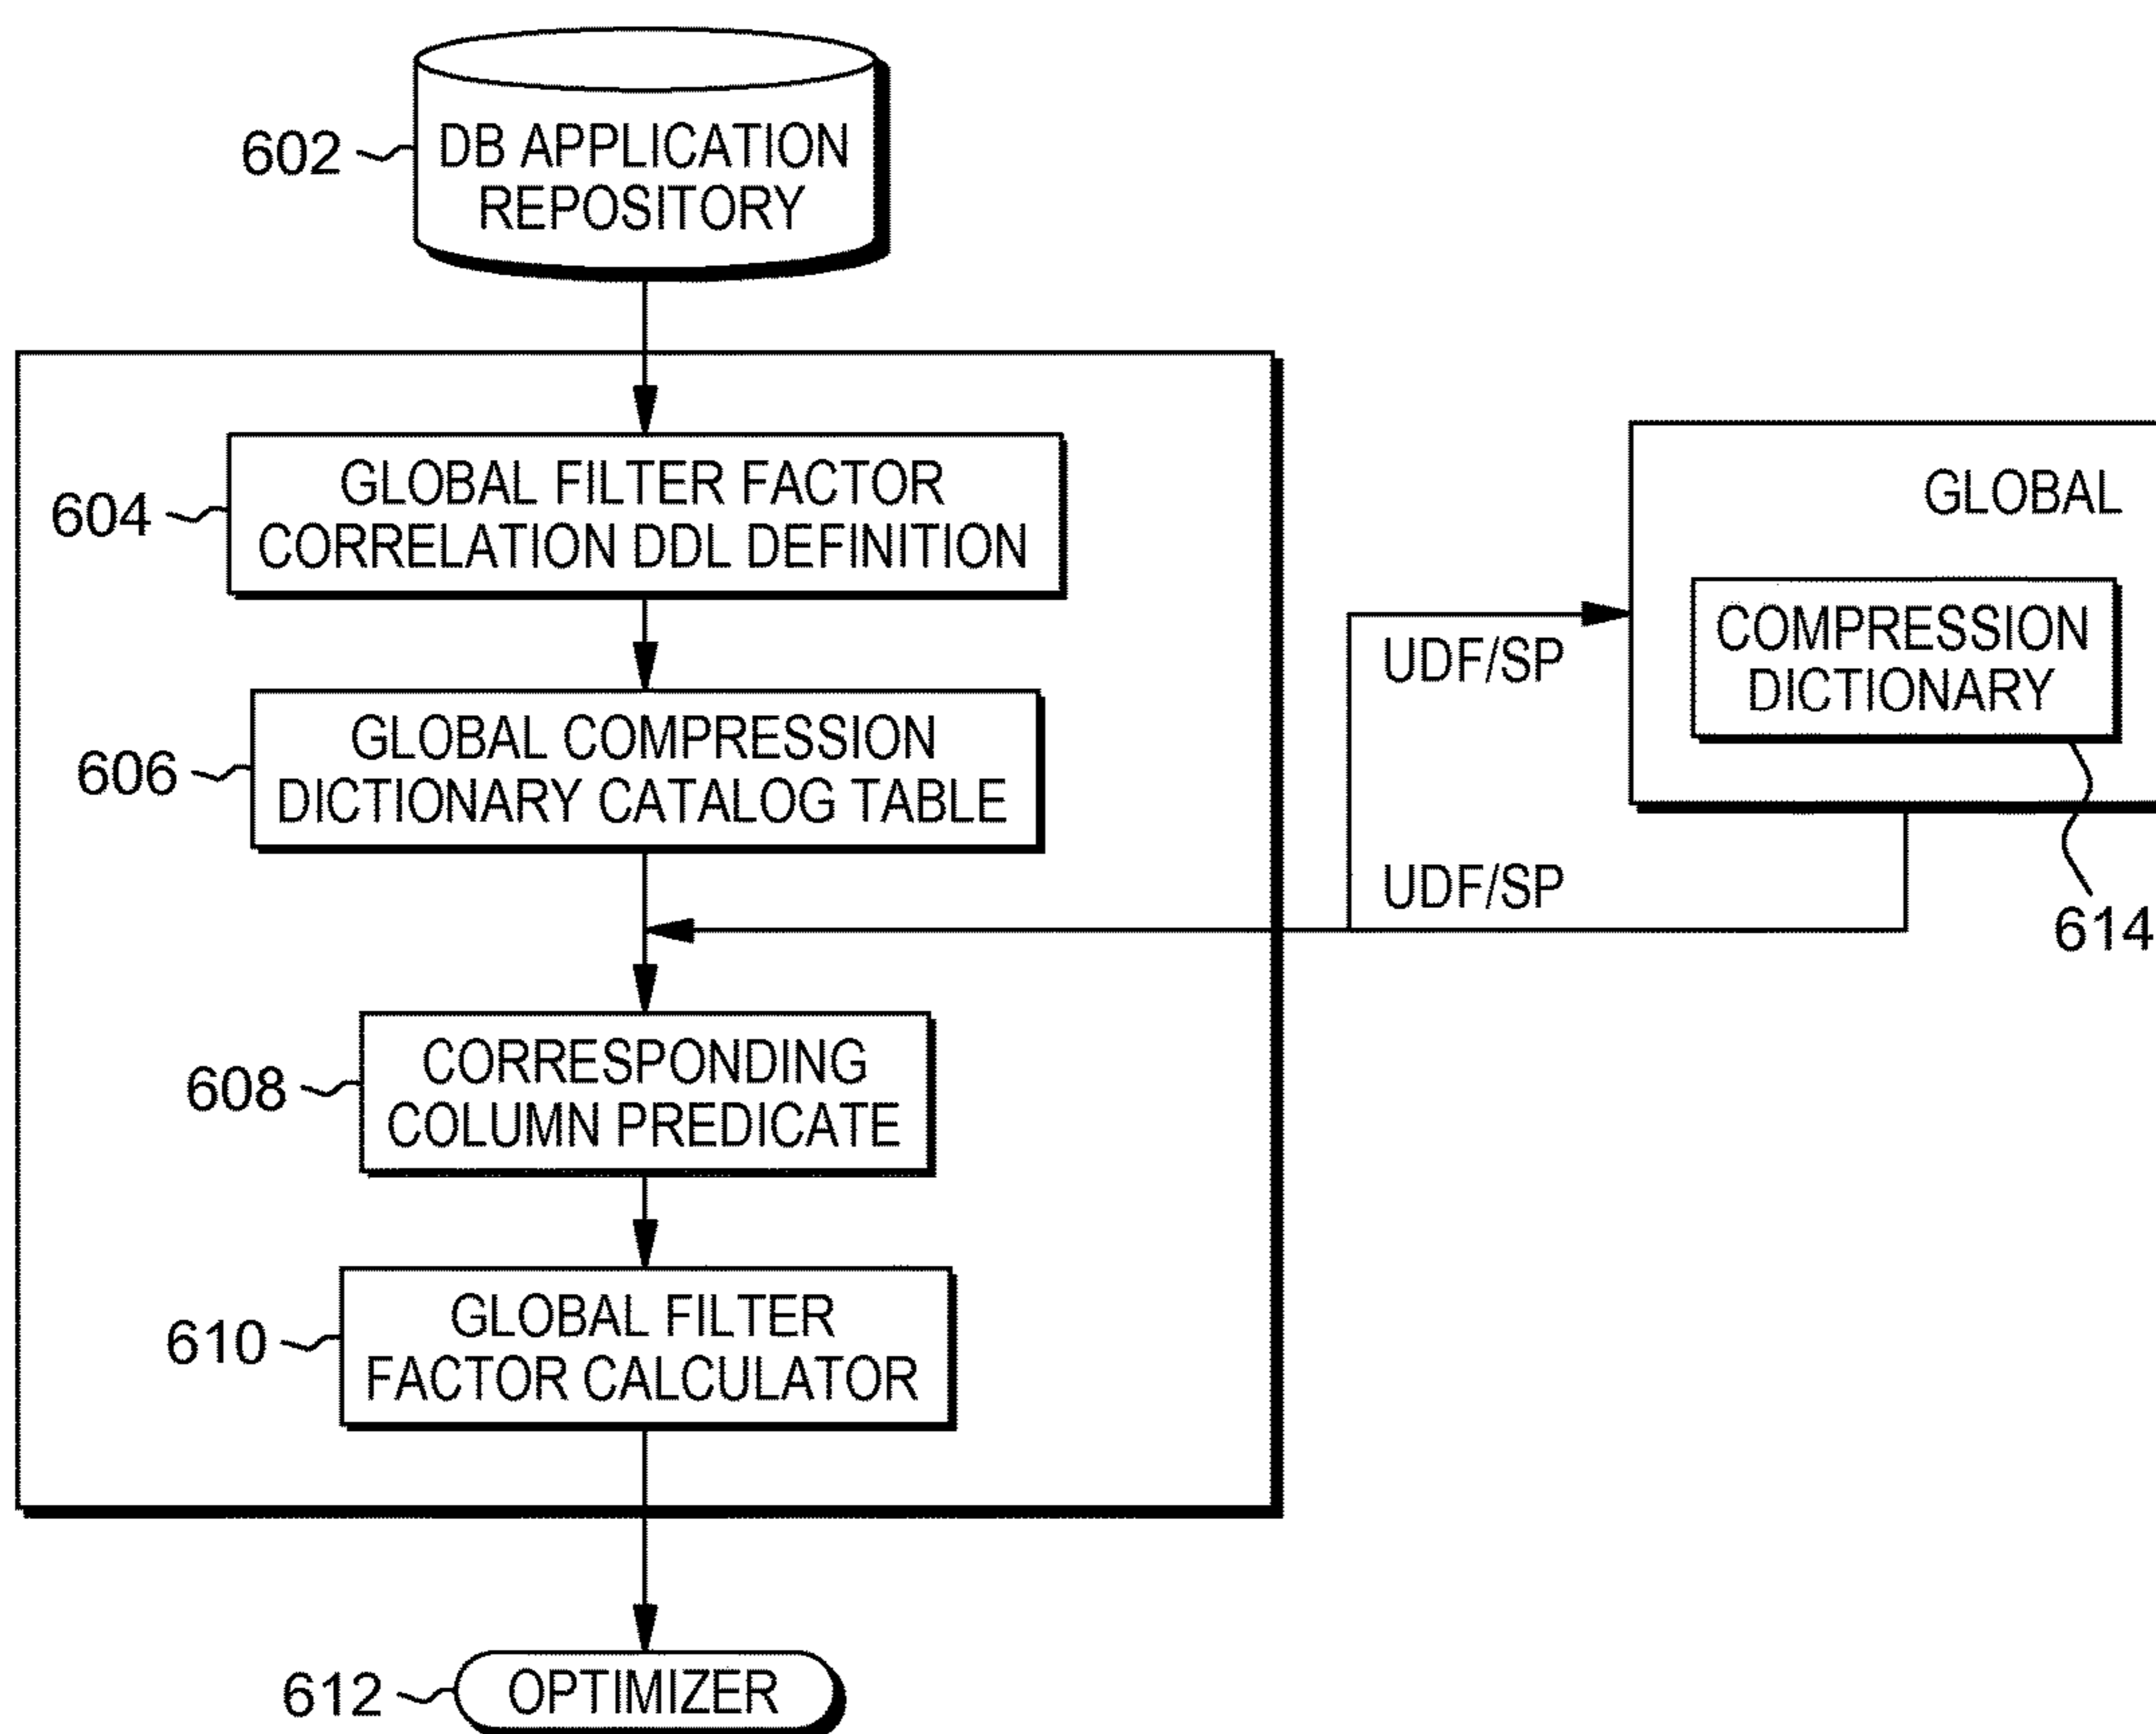 602
DB APPLICATION
REPOSITORY
604
GLOBAL FILTER FACTOR
CORRELATION DDL DEFINITION
606
GLOBAL COMPRESSION
DICTIONARY CATALOG TABLE
608
CORRESPONDING
COLUMN PREDICATE
610
GLOBAL FILTER
FACTOR CALCULATOR
612
OPTIMIZER
UDF/SP
UDF/SP
GLOBAL
COMPRESSION
DICTIONARY
614